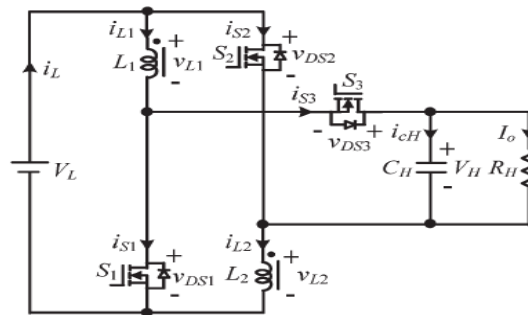 i_L1
i_S2
+
+
L_1
v_L1
S_2
v_DS2
-
-
i_L
S_3
i_S3
-
+
v_DS3
i_cH
I_o
+
V_L
C_H
V_H
R_H
-
i_S1
i_L2
+
+
S_1
v_DS1
L_2
v_L2
-
-